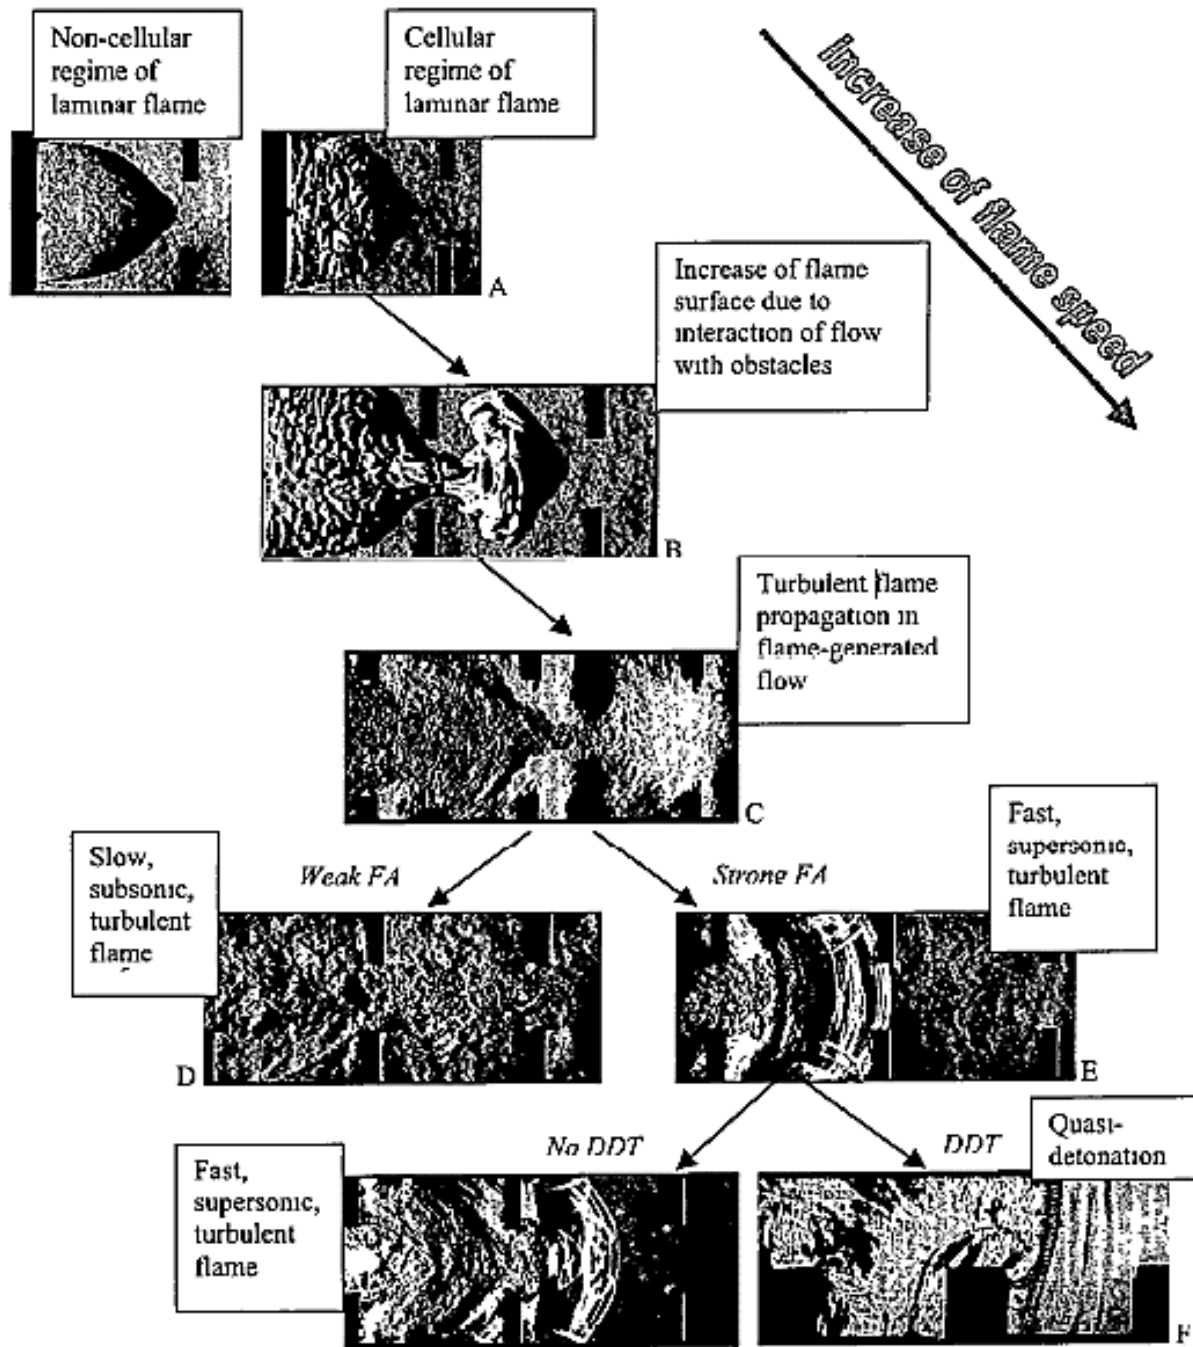 Non-cellular
regime of
laminar flame
Cellular
regime of
laminar flame
increase of flame speed
A
Increase of flame
surface due to
interaction of flow
with obstacles
B
Turbulent flame
propagation in
flame-generated
flow
C
Slow,
subsonic,
turbulent
flame
Weak FA
Strong FA
Fast,
supersonic,
turbulent
flame
D
E
No DDT
DDT
Quasi-
detonation
Fast,
supersonic,
turbulent
flame
F